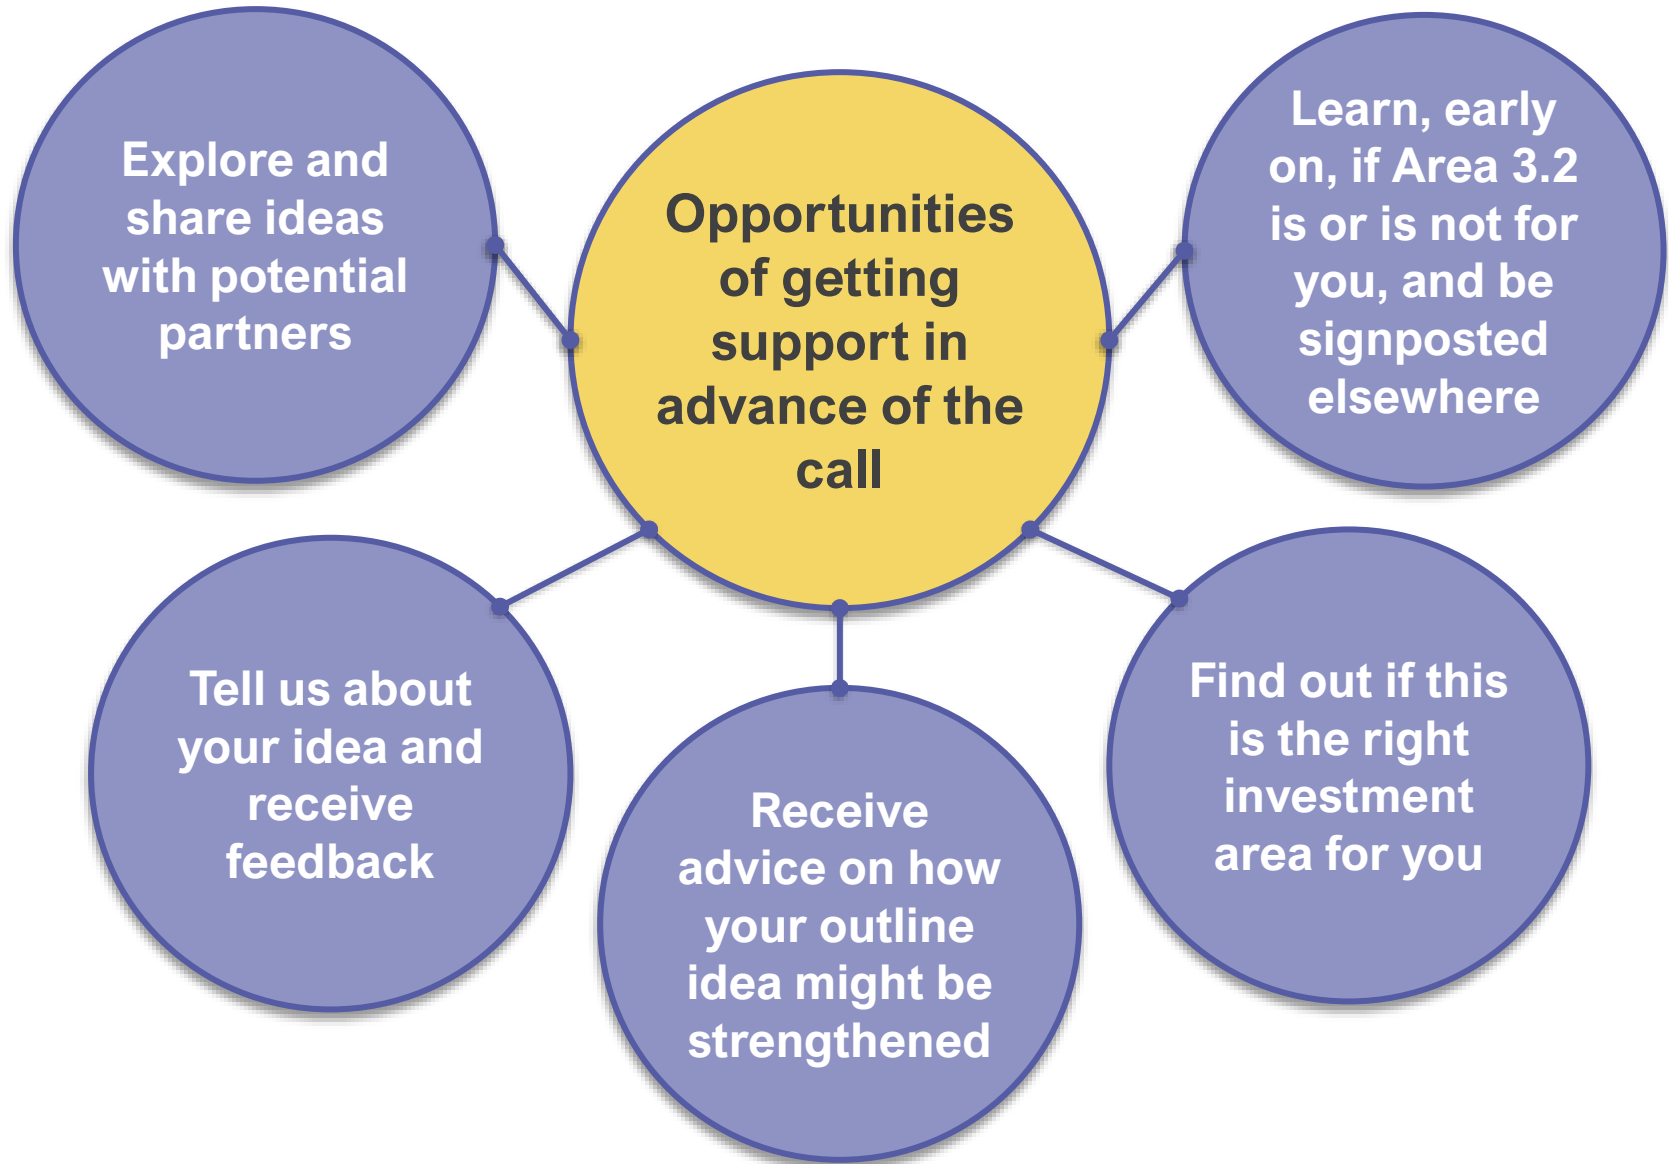 Explore and
share ideas
with potential
partners
Opportunities
of getting
support in
advance of the
call
Learn, early
on, if Area 3.2
is or is not for
you, and be
signposted
elsewhere
Tell us about
your idea and
receive
feedback
Receive
advice on how
your outline
idea might be
strengthened
Find out if this
is the right
investment
area for you